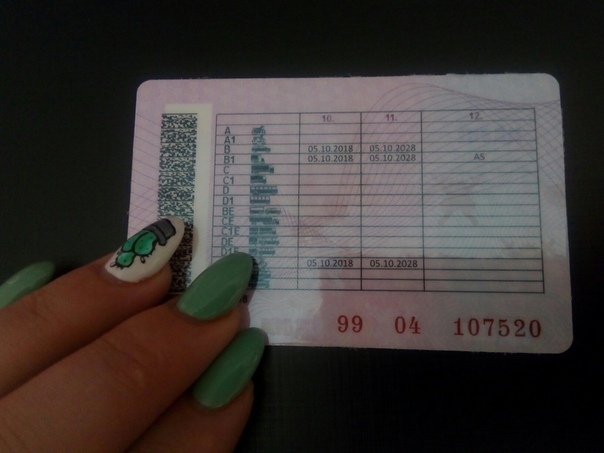 10. 11. 12.
A
A1
B 05.10.2018 05.10.2028
B1 05.10.2018 05.10.2028 AS
C
C1
D
D1
BE
CE
C1E
DE
05.10.2018 05.10.2028
99 04 107520